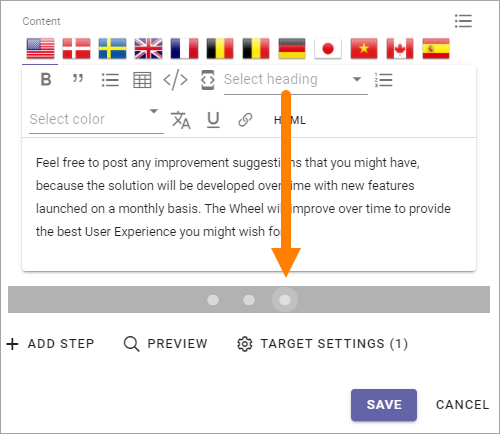 Content
Select heading
Select color
HTML
Feel free to post any improvement suggestions that you might have,
because the solution will be developed over time with new features
launched on a monthly basis. The Wheel will improve over time to provide
the best User Experience you might wish for
ADD STEP
PREVIEW
TARGET SETTINGS (1)
SAVE
CANCEL